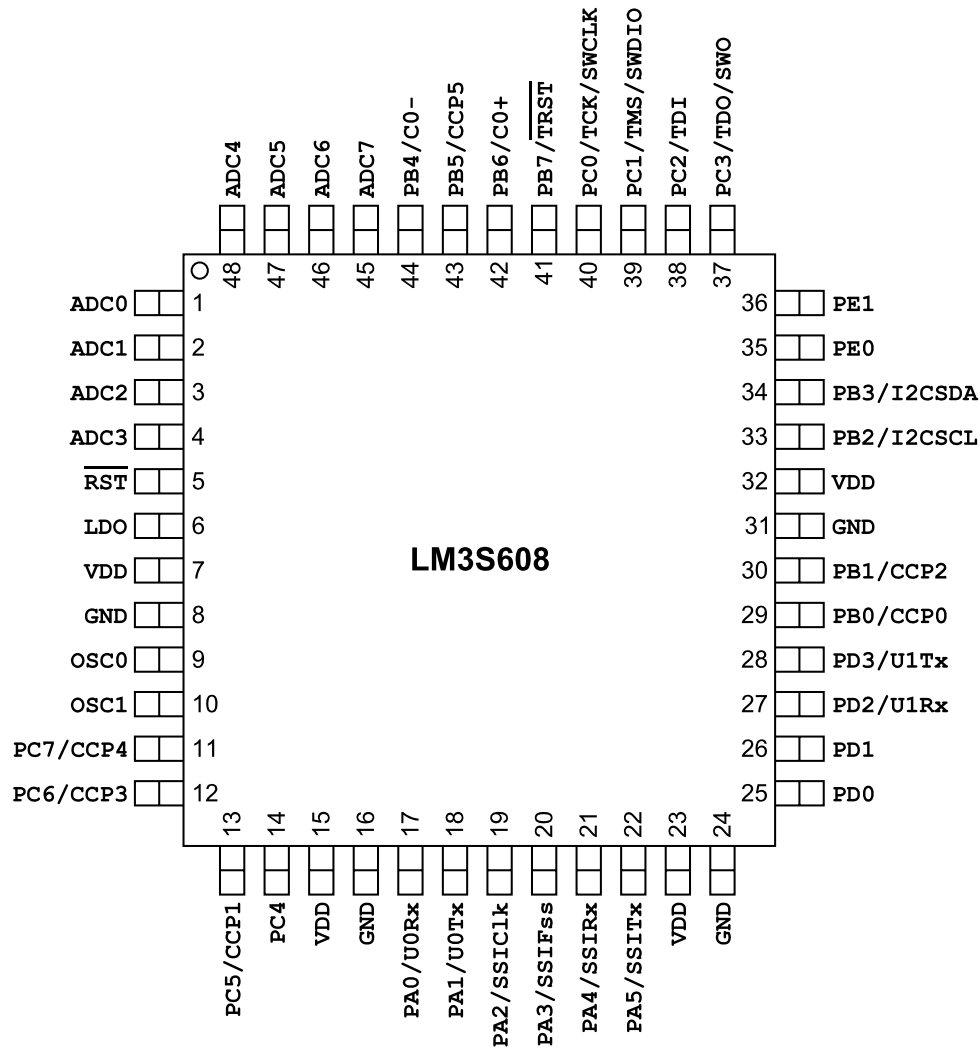 ADC4
ADC5
ADC6
ADC7
PB4/C0-
PB5/CCP5
PB6/C0+
PB7/TRST
PC0/TCK/SWCLK
PC1/TMS/SWDIO
PC2/TDI
PC3/TDO/SWO
48
47
46
45
44
43
42
41
40
39
38
37
ADC0 1
ADC1 2
ADC2 3
ADC3 4
RST 5
LDO 6
VDD 7
GND 8
OSC0 9
OSC1 10
PC7/CCP4 11
PC6/CCP3 12
LM3S608
36 PE1
35 PE0
34 PB3/I2CSDA
33 PB2/I2CSCL
32 VDD
31 GND
30 PB1/CCP2
29 PB0/CCP0
28 PD3/U1Tx
27 PD2/U1Rx
26 PD1
25 PD0
13
14
15
16
17
18
19
20
21
22
23
24
PC5/CCP1
PC4
VDD
GND
PA0/U0Rx
PA1/U0Tx
PA2/SSIClk
PA3/SSIFss
PA4/SSIRx
PA5/SSITx
VDD
GND